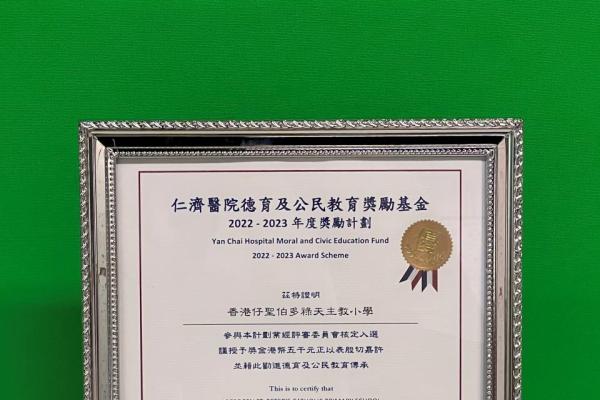 仁濟醫院德育及公民教育獎勵基金
2022 - 2023 年度獎勵計劃
Yan Chai Hospital Moral and Civic Education Fund
2022 - 2023 Award Scheme
茲特證明
香港仔聖伯多祿天主教小學
參與本計劃業經評審委員會核定入選
謹授予獎金港幣五千元正以表殷切嘉許
並藉此勸進德育及公民教育傳承
This is to certify that